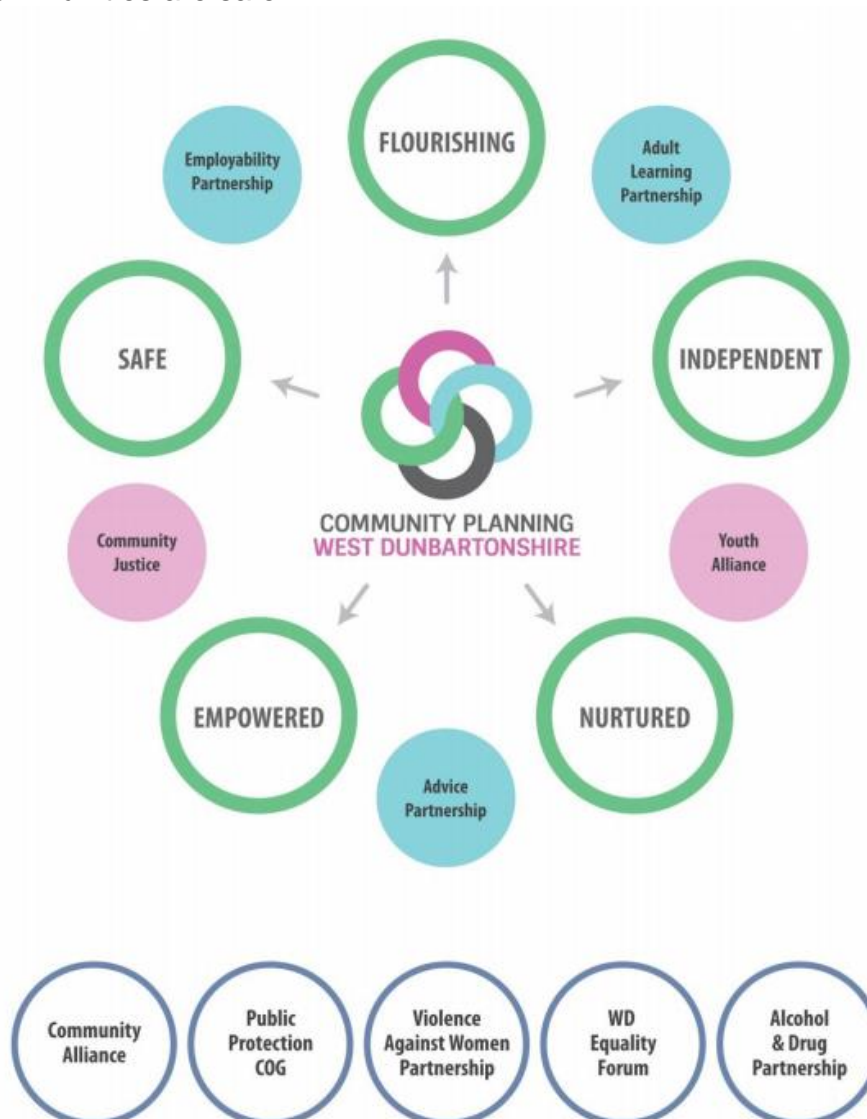 FLOURISHING
Employability
Partnership
Adult
Learning
Partnership
SAFE
INDEPENDENT
COMMUNITY PLANNING
WEST DUNBARTONSHIRE
Community
Justice
Youth
Alliance
EMPOWERED
NURTURED
Advice
Partnership
Community
Alliance
Public
Protection
COG
Violence
Against Women
Partnership
WD
Equality
Forum
Alcohol
& Drug
Partnership